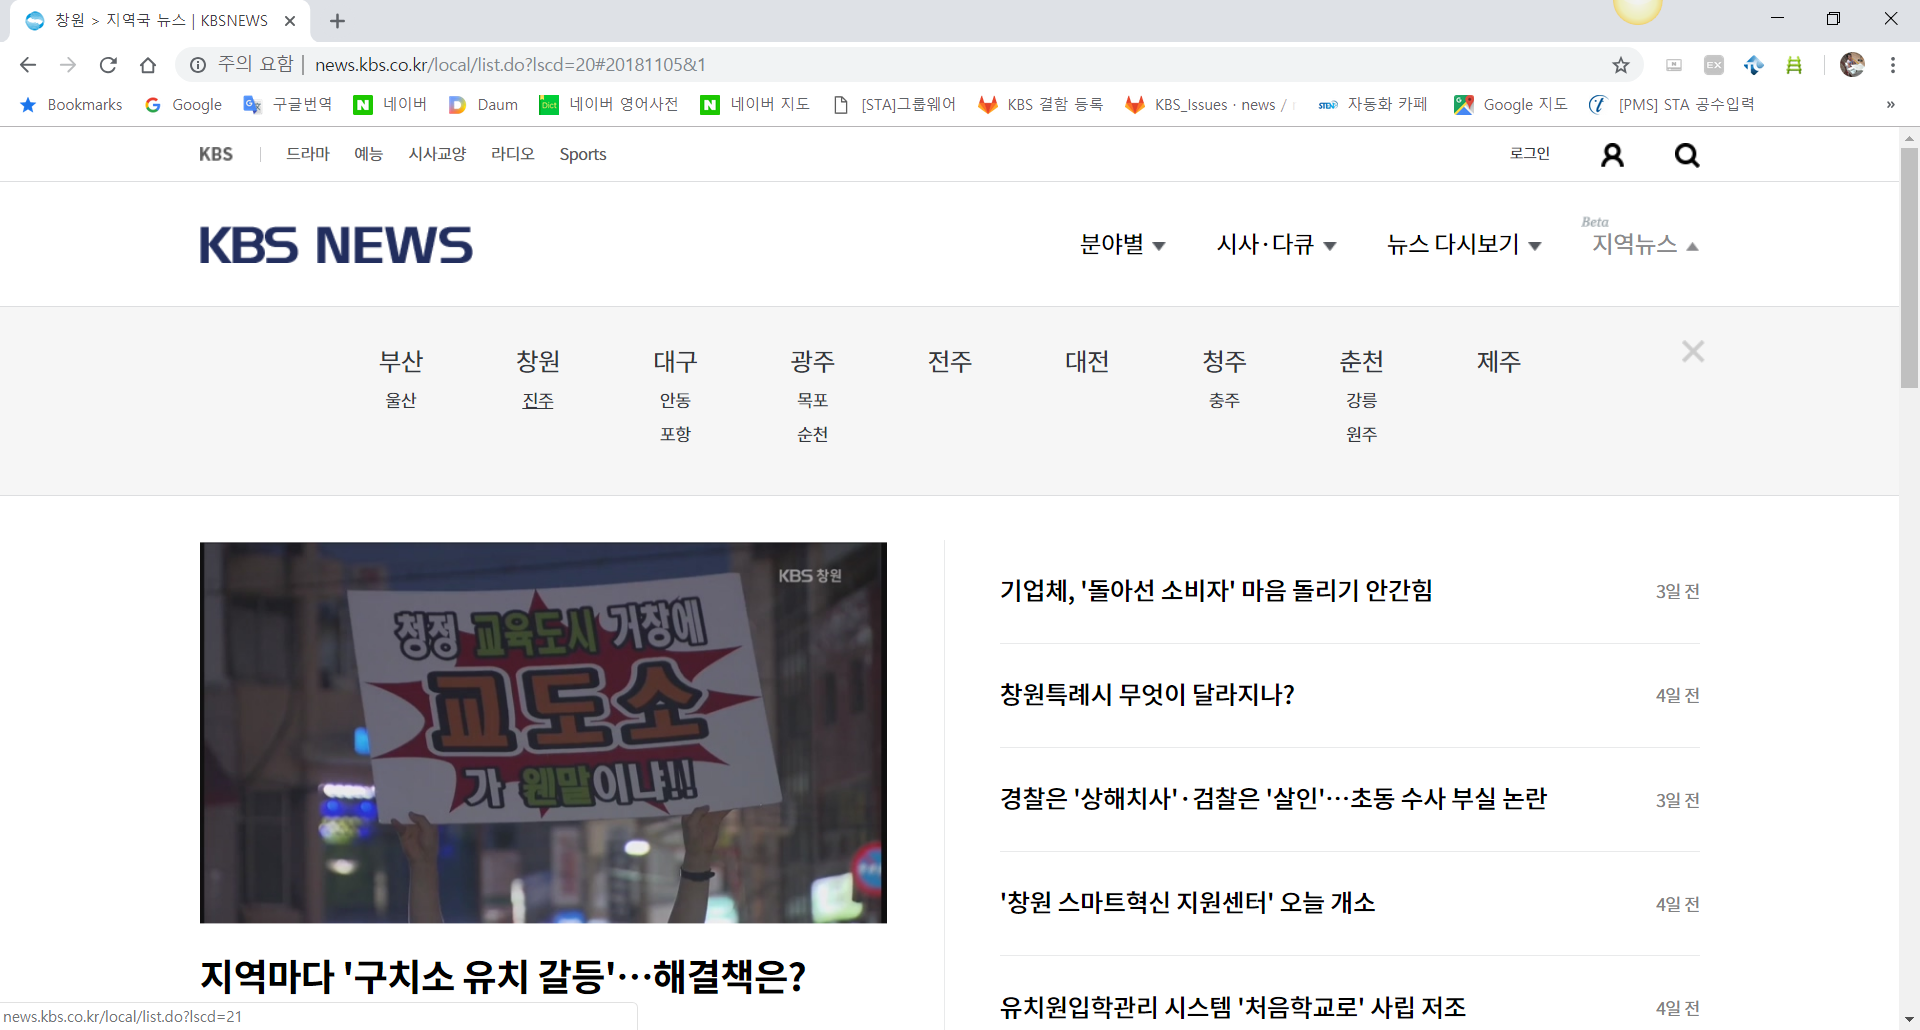 창원 > 지역국 뉴스 | KBSNEWS
주의 요함 | news.kbs.co.kr/local/list.do?lscd=20#20181105&1
EX
Bookmarks Google 구글번역 네이버 Daum 네이버 영어사전 네이버 지도 [STA]그룹웨어 KBS 결함 등록 KBS_Issues · news / 자동화 카페 Google 지도 [PMS] STA 공수입력 »
KBS 드라마 예능 시사교양 라디오 Sports 로그인
KBS NEWS
Beta
분야별 시사·다큐 뉴스 다시보기 지역뉴스
부산 창원 대구 광주 전주 대전 청주 춘천 제주
울산 진주 안동 목포 충주 강릉
포항 순천 원주
KBS 창원
청정 교육도시 거창에
교도소
가 웬말이냐!!!
지역마다 '구치소 유치 갈등'…해결책은?
기업체, '돌아선 소비자' 마음 돌리기 안간힘 3일 전
창원특례시 무엇이 달라지나? 4일 전
경찰은 '상해치사'·검찰은 '살인'…초동 수사 부실 논란 3일 전
'창원 스마트혁신 지원센터' 오늘 개소 4일 전
유치원입학관리 시스템 '처음학교로' 사립 저조 4일 전
news.kbs.co.kr/local/list.do?lscd=21